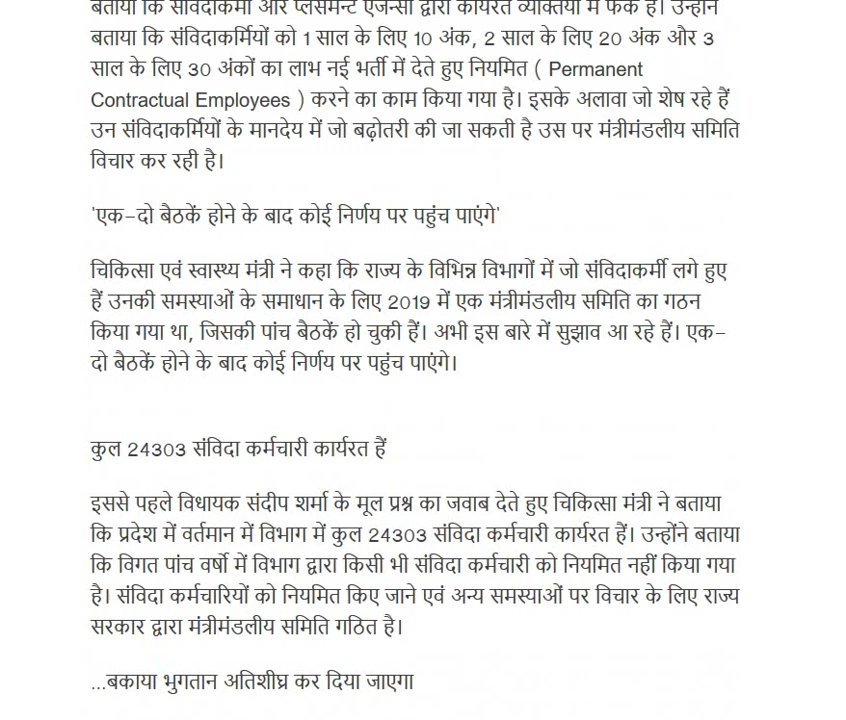 बताया कि संविदाकर्मी और प्लेसमेन्ट एजेन्सी द्वारा कार्यरत व्यक्तियों में फर्क है। उन्होंने
बताया कि संविदाकर्मियों को 1 साल के लिए 10 अंक, 2 साल के लिए 20 अंक और 3
साल के लिए 30 अंकों का लाभ नई भर्ती में देते हुए नियमित ( Permanent
Contractual Employees ) करने का काम किया गया है। इसके अलावा जो शेष रहे हैं
उन संविदाकर्मियों के मानदेय में जो बढ़ोतरी की जा सकती है उस पर मंत्रीमंडलीय समिति
विचार कर रही है।
'एक-दो बैठकें होने के बाद कोई निर्णय पर पहुंच पाएंगे'
चिकित्सा एवं स्वास्थ्य मंत्री ने कहा कि राज्य के विभिन्न विभागों में जो संविदाकर्मी लगे हुए
हैं उनकी समस्याओं के समाधान के लिए 2019 में एक मंत्रीमंडलीय समिति का गठन
किया गया था, जिसकी पांच बैठकें हो चुकी हैं। अभी इस बारे में सुझाव आ रहे हैं। एक-
दो बैठकें होने के बाद कोई निर्णय पर पहुंच पाएंगे।
कुल 24303 संविदा कर्मचारी कार्यरत हैं
इससे पहले विधायक संदीप शर्मा के मूल प्रश्न का जवाब देते हुए चिकित्सा मंत्री ने बताया
कि प्रदेश में वर्तमान में विभाग में कुल 24303 संविदा कर्मचारी कार्यरत हैं। उन्होंने बताया
कि विगत पांच वर्षो में विभाग द्वारा किसी भी संविदा कर्मचारी को नियमित नहीं किया गया
है। संविदा कर्मचारियों को नियमित किए जाने एवं अन्य समस्याओं पर विचार के लिए राज्य
सरकार द्वारा मंत्रीमंडलीय समिति गठित है।
...बकाया भुगतान अतिशीघ्र कर दिया जाएगा